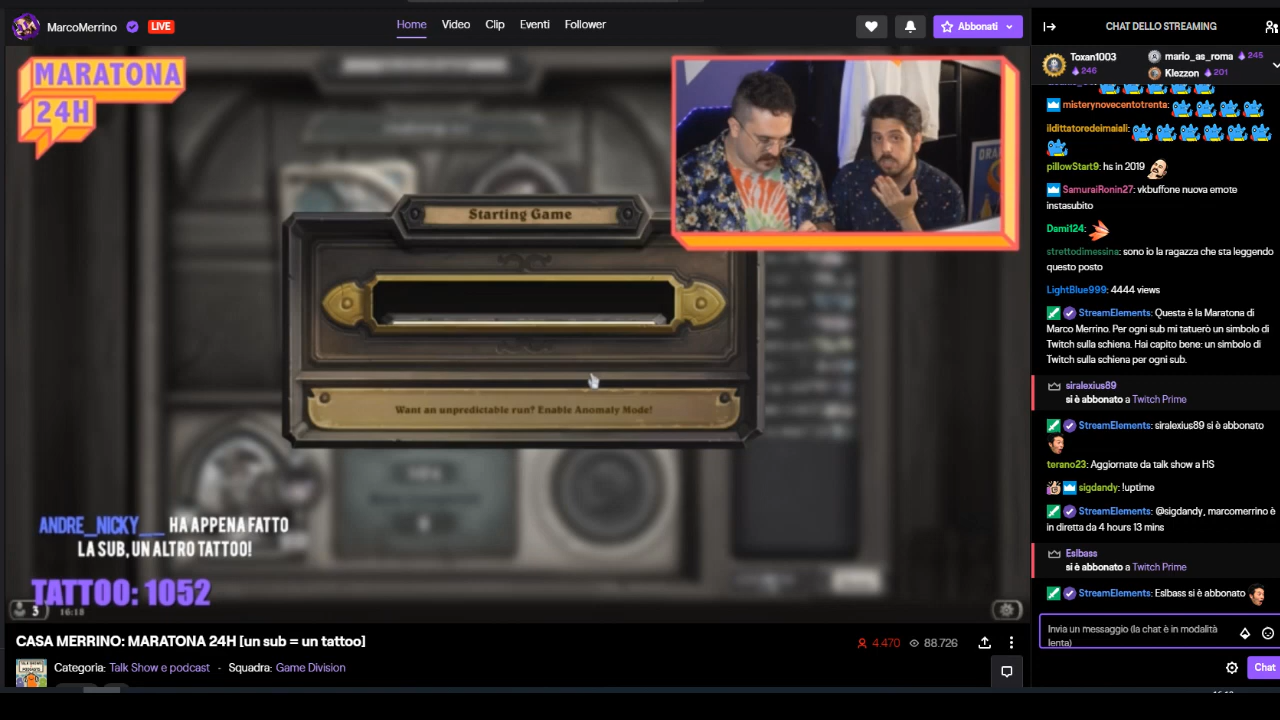 MarcoMerrino LIVE
Home Video Clip Eventi Follower
Abbonati
CHAT DELLO STREAMING
MARATONA
24H
Starting Game
Want an unpredictable run? Enable Anomaly Mode!
ANDRE_NICKY__ HA APPENA FATTO
LA SUB, UN ALTRO TATTOO!
TATTOO: 1052
3 16:18
CASA MERRINO: MARATONA 24H [un sub = un tattoo]
4.470 88.726
Categoria: Talk Show e podcast - Squadra: Game Division
Toxan1003
246
mario_as_roma 245
Klezzon 201
misterynovecentotrenta:
ildittatoredeimaiali:
pillowStart9: hs in 2019
SamuraiRonin27: vkbuffone nuova emote
instasubito
Dami124:
strettodimessina: sono io la ragazza che sta leggendo
questo posto
LightBlue999: 4444 views
StreamElements: Questa è la Maratona di
Marco Merrino. Per ogni sub mi tatuerò un simbolo di
Twitch sulla schiena. Hai capito bene: un simbolo di
Twitch sulla schiena per ogni sub.
siralexius89
si è abbonato a Twitch Prime
StreamElements: siralexius89 si è abbonato
terano23: Aggiornate da talk show a HS
sigdandy: !uptime
StreamElements: @sigdandy, marcomerrino è
in diretta da 4 hours 13 mins
Eslbass
si è abbonato a Twitch Prime
StreamElements: Eslbass si è abbonato
Invia un messaggio (la chat è in modalità
lenta)
Chat